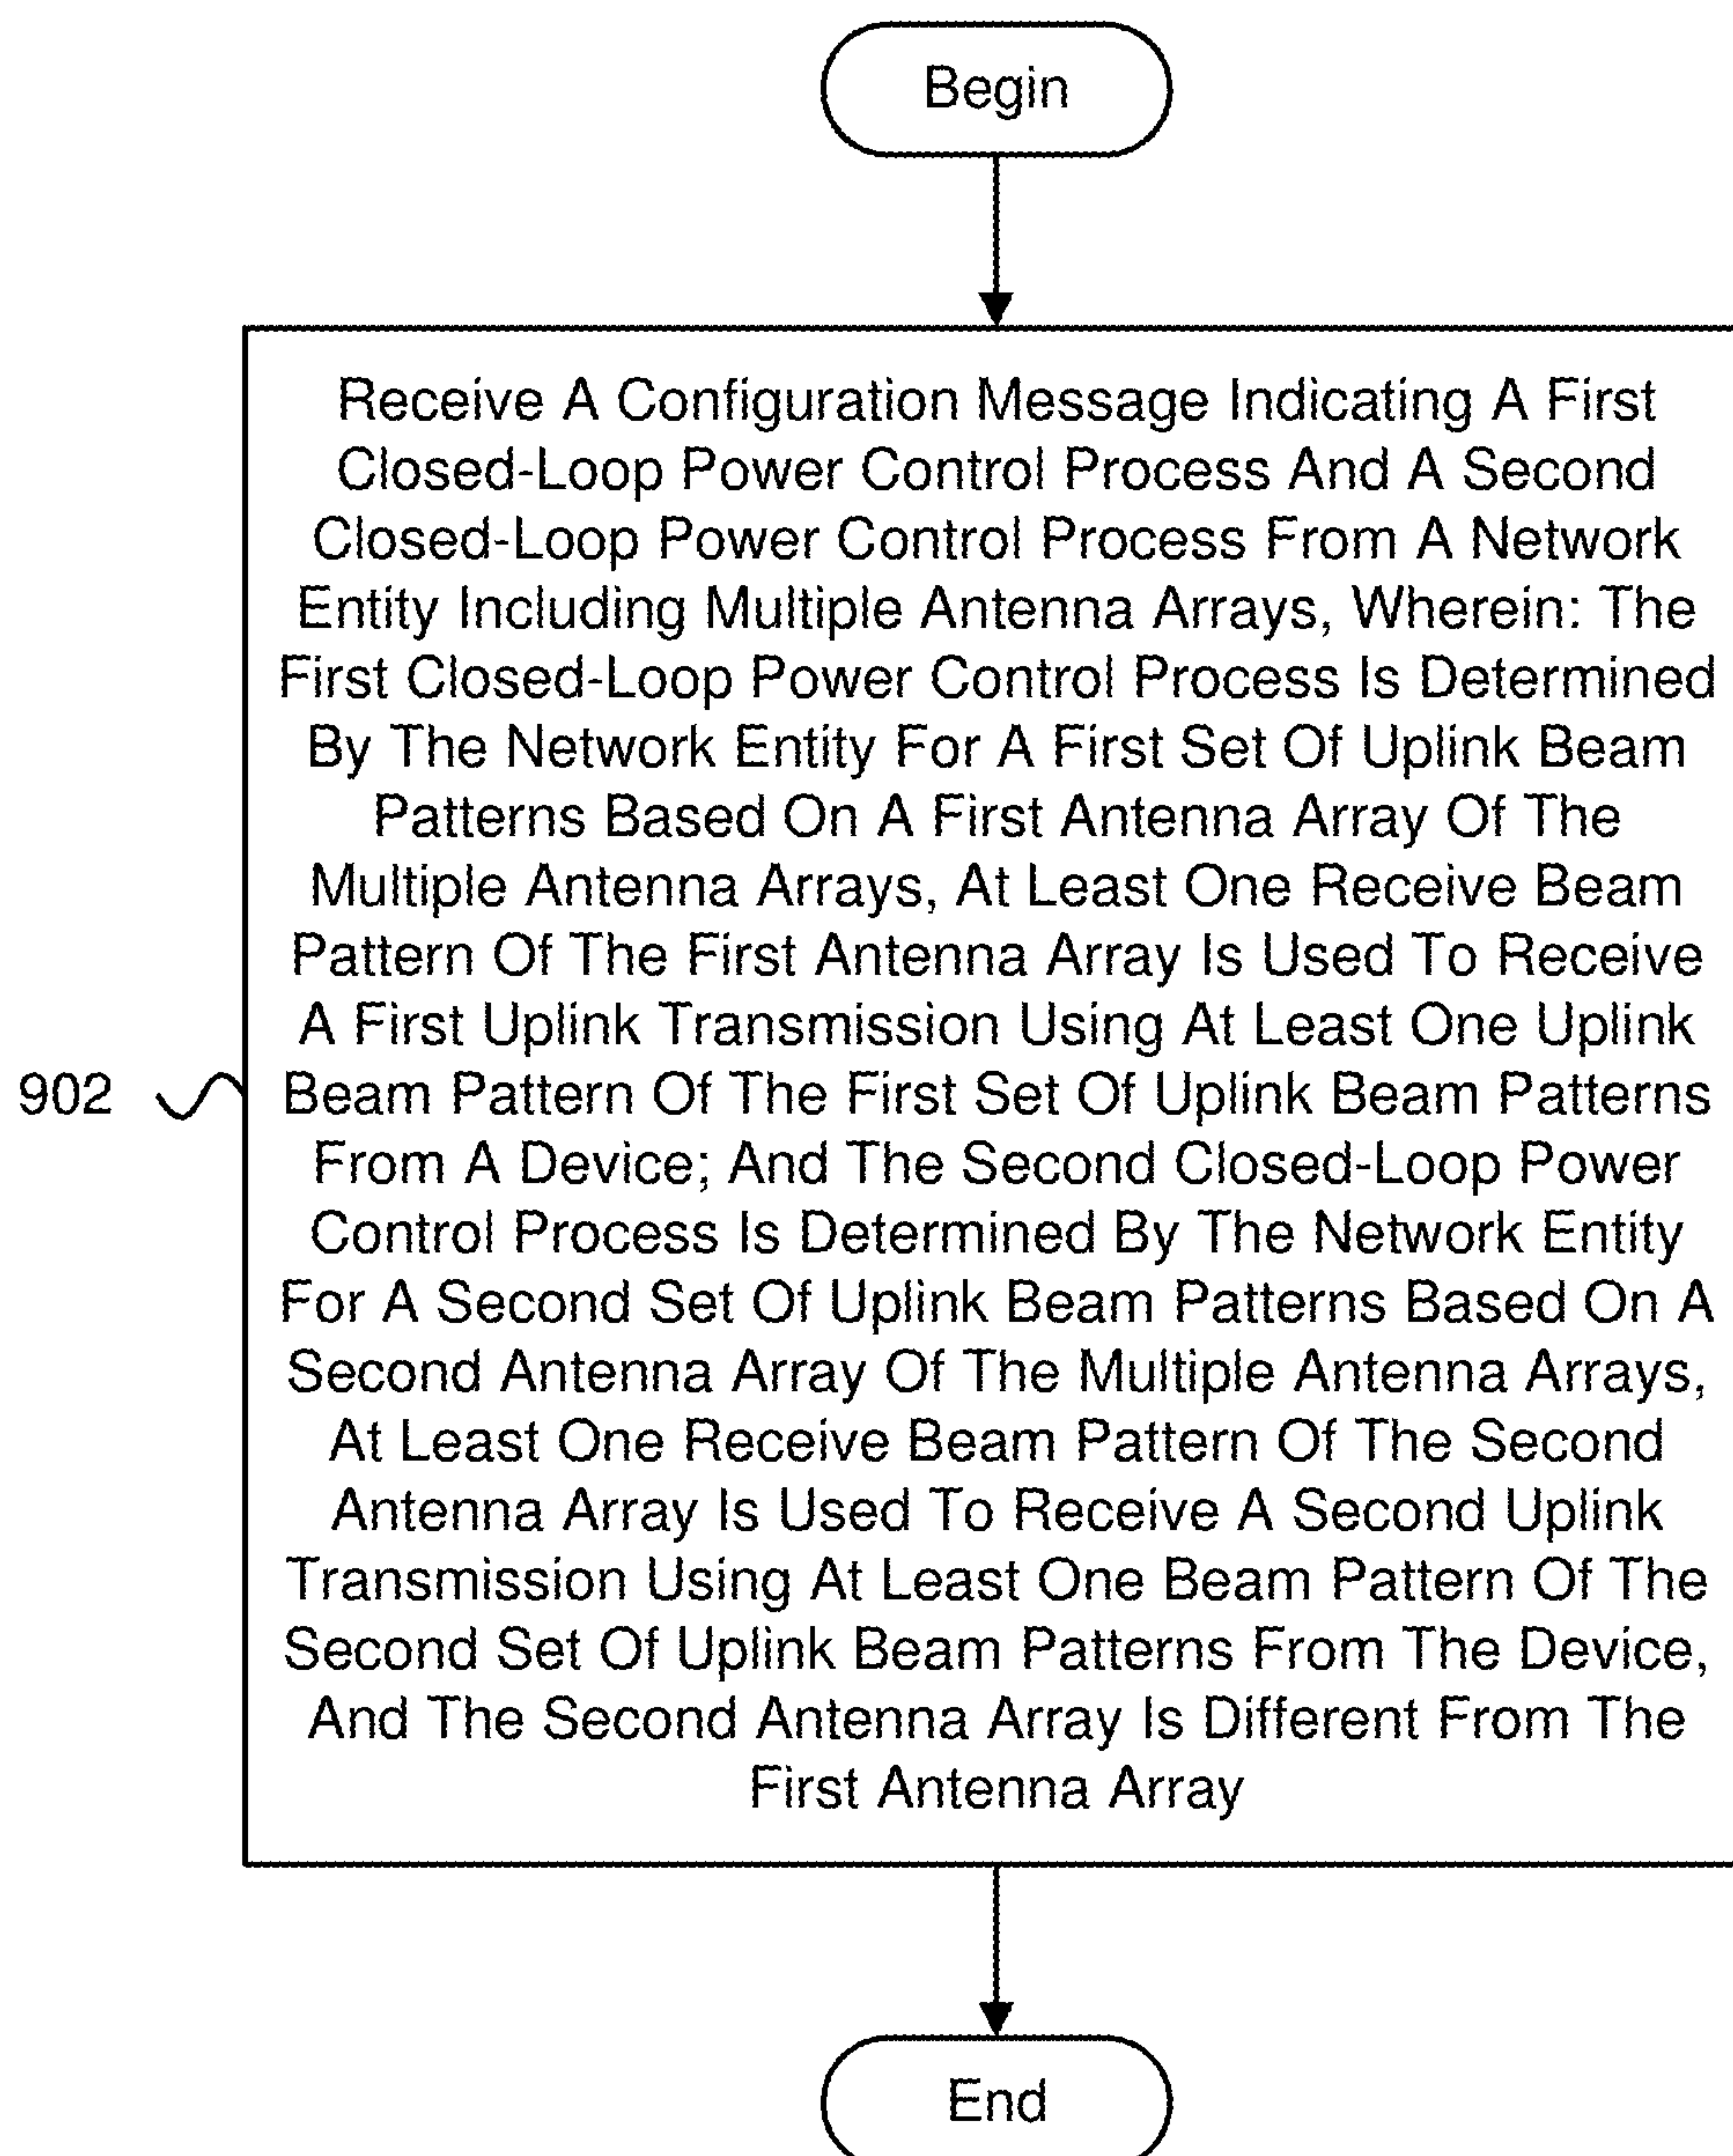 Begin
Receive A Configuration Message Indicating A First
Closed-Loop Power Control Process And A Second
Closed-Loop Power Control Process From A Network
Entity Including Multiple Antenna Arrays, Wherein: The
First Closed-Loop Power Control Process Is Determined
By The Network Entity For A First Set Of Uplink Beam
Patterns Based On A First Antenna Array Of The
Multiple Antenna Arrays, At Least One Receive Beam
Pattern Of The First Antenna Array Is Used To Receive
A First Uplink Transmission Using At Least One Uplink
902 Beam Pattern Of The First Set Of Uplink Beam Patterns
From A Device; And The Second Closed-Loop Power
Control Process Is Determined By The Network Entity
For A Second Set Of Uplink Beam Patterns Based On A
Second Antenna Array Of The Multiple Antenna Arrays,
At Least One Receive Beam Pattern Of The Second
Antenna Array Is Used To Receive A Second Uplink
Transmission Using At Least One Beam Pattern Of The
Second Set Of Uplink Beam Patterns From The Device,
And The Second Antenna Array Is Different From The
First Antenna Array
End